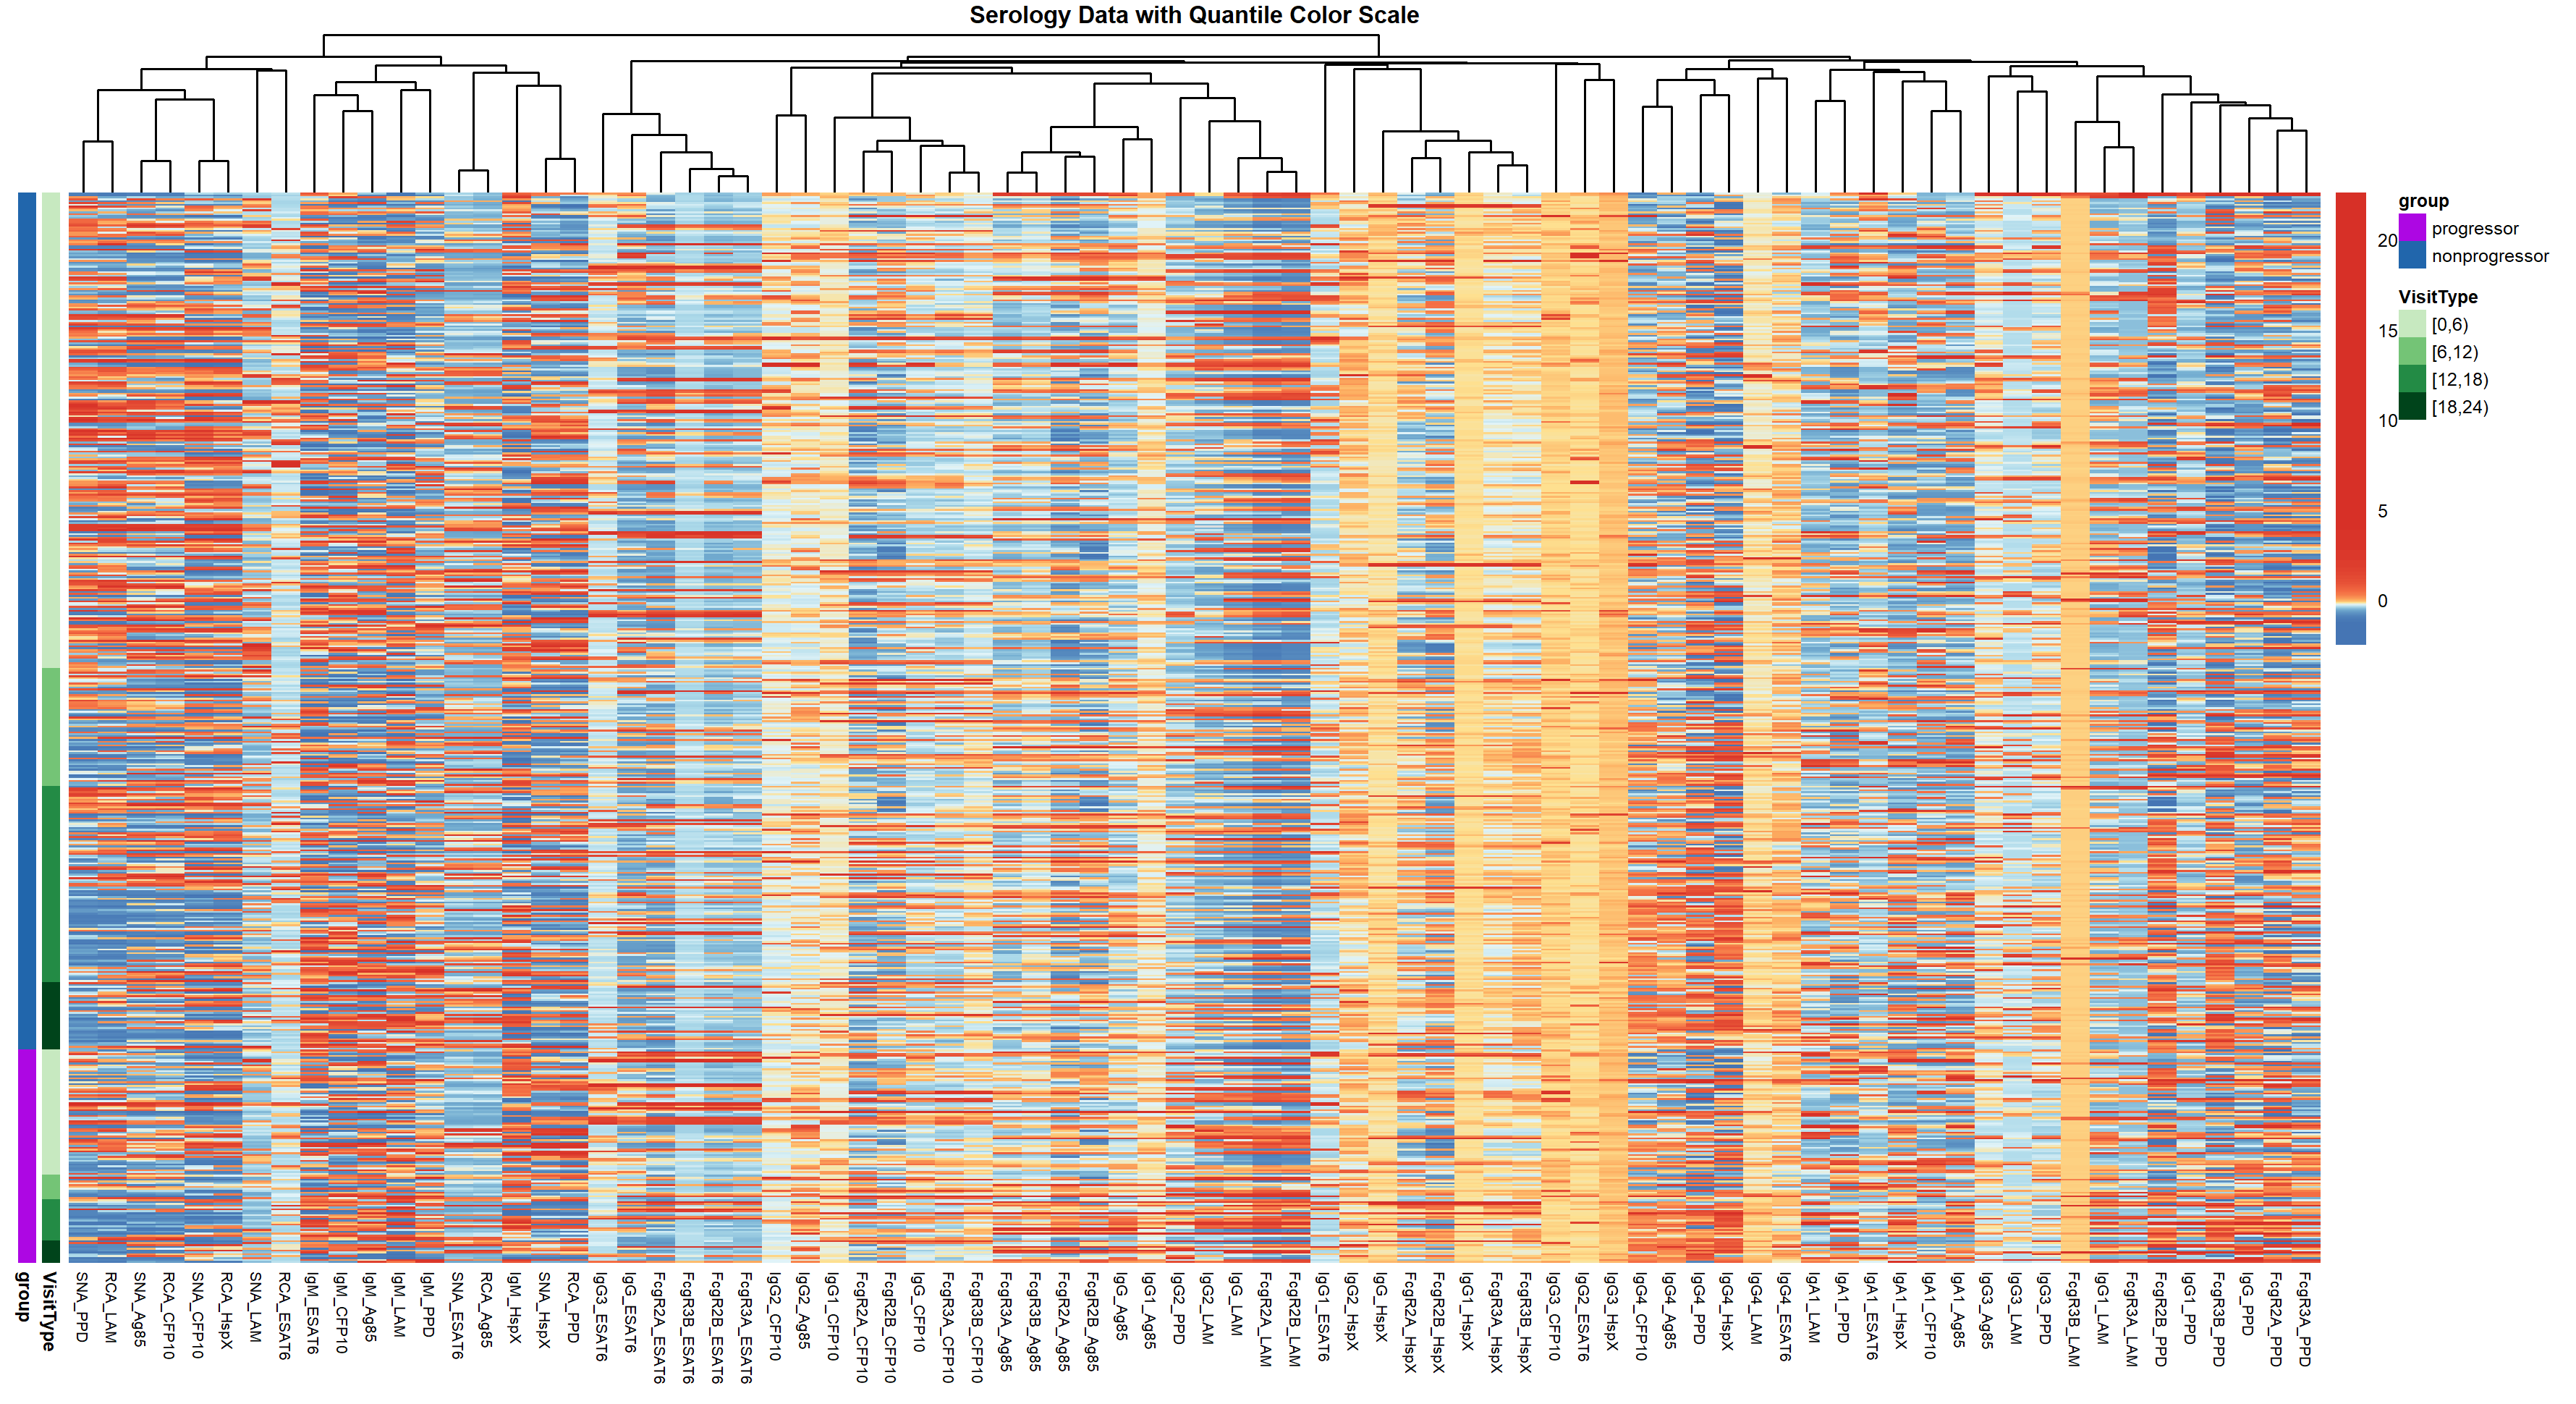 Serology Data with Quantile Color Scale
20
15
10
5
0
group
progressor
nonprogressor
VisitType
[0,6)
[6,12)
[12,18)
[18,24)
group
VisitType
SNA_PPD
RCA_LAM
SNA_Ag85
RCA_CFP10
SNA_CFP10
RCA_HspX
SNA_LAM
RCA_ESAT6
IgM_ESAT6
IgM_CFP10
IgM_Ag85
IgM_LAM
IgM_PPD
SNA_ESAT6
RCA_Ag85
IgM_HspX
SNA_HspX
RCA_PPD
IgG3_ESAT6
IgG_ESAT6
FcgR2A_ESAT6
FcgR3B_ESAT6
FcgR2B_ESAT6
FcgR3A_ESAT6
IgG2_CFP10
IgG2_Ag85
IgG1_CFP10
FcgR2A_CFP10
FcgR2B_CFP10
IgG_CFP10
FcgR3A_CFP10
FcgR3B_CFP10
FcgR3A_Ag85
FcgR3B_Ag85
FcgR2A_Ag85
FcgR2B_Ag85
IgG_Ag85
IgG1_Ag85
IgG2_PPD
IgG2_LAM
IgG_LAM
FcgR2A_LAM
FcgR2B_LAM
IgG1_ESAT6
IgG2_HspX
IgG_HspX
FcgR2A_HspX
FcgR2B_HspX
IgG1_HspX
FcgR3A_HspX
FcgR3B_HspX
IgG3_CFP10
IgG2_ESAT6
IgG3_HspX
IgG4_CFP10
IgG4_Ag85
IgG4_PPD
IgG4_HspX
IgG4_LAM
IgG4_ESAT6
IgA1_LAM
IgA1_PPD
IgA1_ESAT6
IgA1_HspX
IgA1_CFP10
IgA1_Ag85
IgG3_Ag85
IgG3_LAM
IgG3_PPD
FcgR3B_LAM
IgG1_LAM
FcgR3A_LAM
FcgR2B_PPD
IgG1_PPD
FcgR3B_PPD
IgG_PPD
FcgR2A_PPD
FcgR3A_PPD